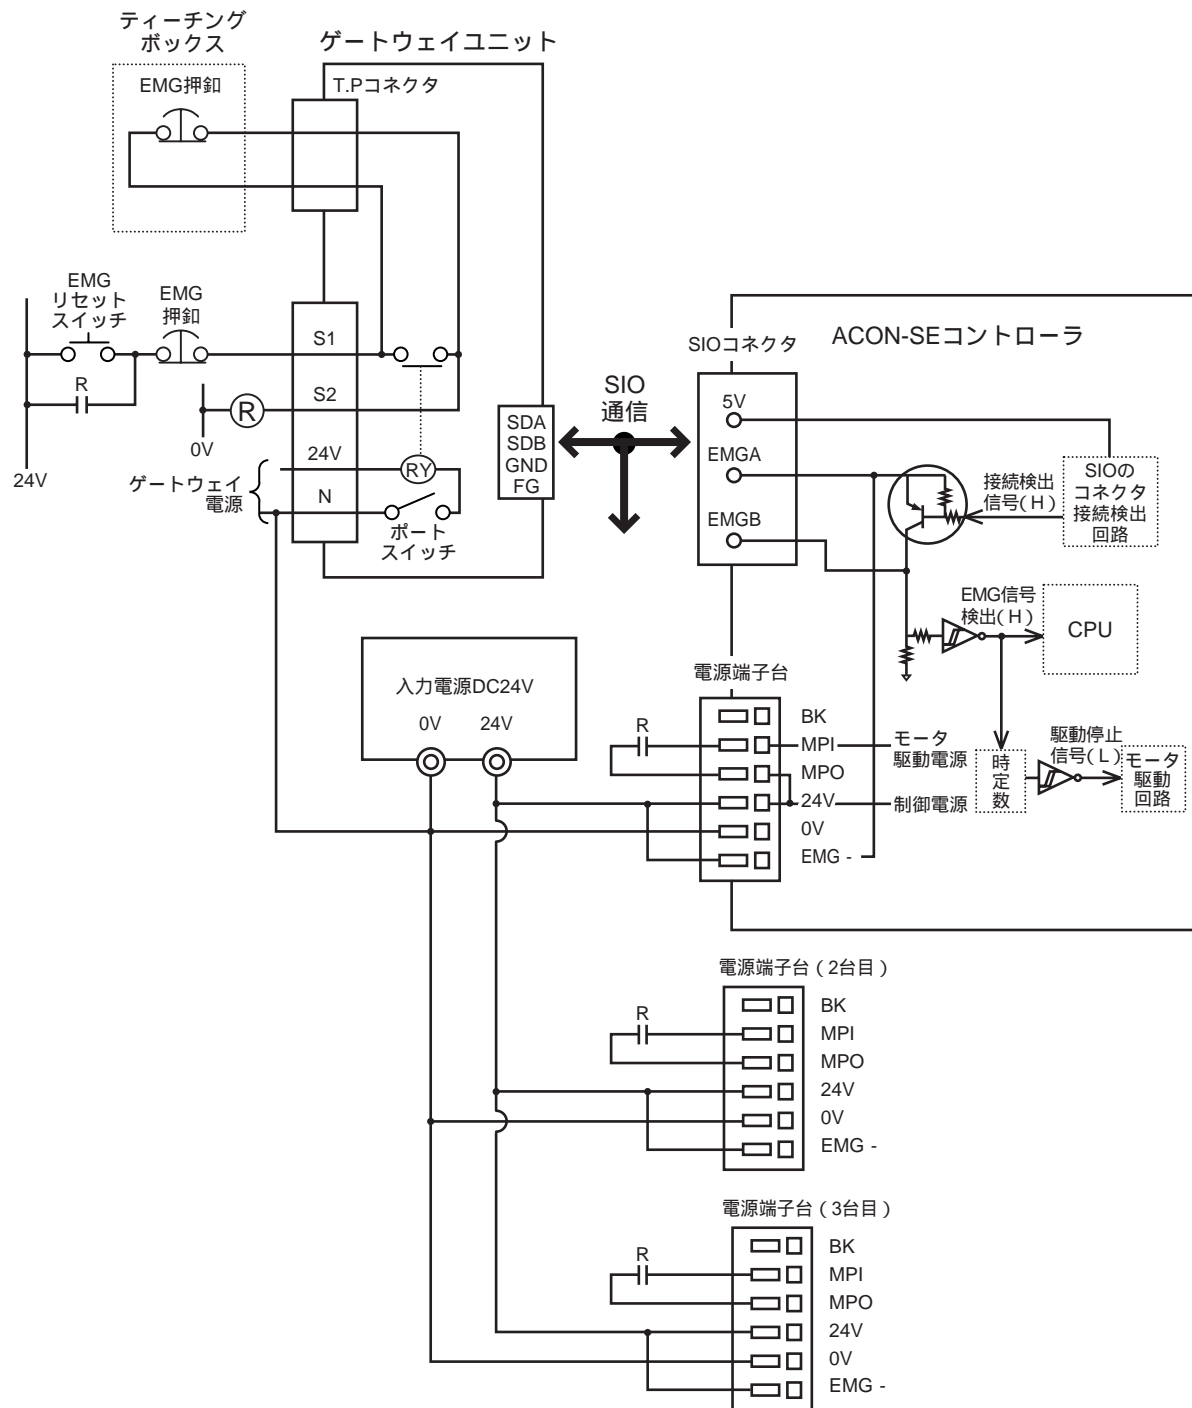 ティーチング
ボックス
ゲートウェイユニット
EMG押釦
T.Pコネクタ
EMG
リセット
スイッチ
EMG
押釦
S1
R
S2
R
0V
24V
24V
RY
ゲートウェイ
電源
N
ポート
スイッチ
SDA
SDB
GND
FG
SIO
通信
SIOコネクタ
ACON-SEコントローラ
5V
EMGA
EMGB
接続検出
信号(H)
SIOの
コネクタ
接続検出
回路
EMG信号
検出(H)
CPU
入力電源DC24V
0V
24V
電源端子台
R
BK
MPI
モータ
駆動電源
MPO
24V
制御電源
0V
EMG -
時
定
数
駆動停止
信号(L)
モータ
駆動
回路
電源端子台(2台目)
R
BK
MPI
MPO
24V
0V
EMG -
電源端子台(3台目)
R
BK
MPI
MPO
24V
0V
EMG -